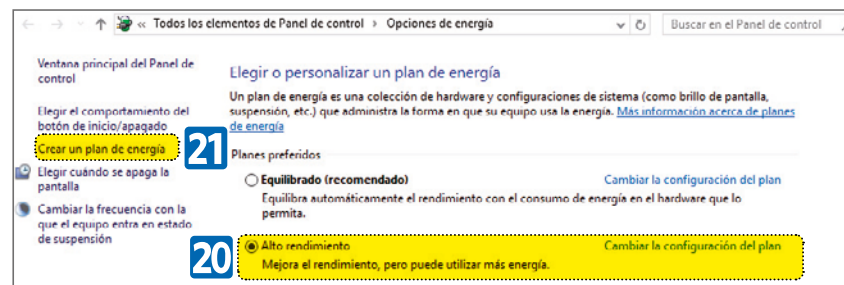 « Todos los elementos de Panel de control > Opciones de energía
Buscar en el Panel de control
Ventana principal del Panel de
control
Elegir el comportamiento del
botón de inicio/apagado
Crear un plan de energía
21
Elegir cuándo se apaga la
pantalla
Cambiar la frecuencia con la
que el equipo entra en estado
de suspensión
Elegir o personalizar un plan de energía
Un plan de energía es una colección de hardware y configuraciones de sistema (como brillo de pantalla,
suspensión, etc.) que administra la forma en que su equipo usa la energía. Más información acerca de planes
de energía
Planes preferidos
Equilibrado (recomendado) Cambiar la configuración del plan
Equilibra automáticamente el rendimiento con el consumo de energía en el hardware que lo
permita.
20
Alto rendimiento Cambiar la configuración del plan
Mejora el rendimiento, pero puede utilizar más energía.